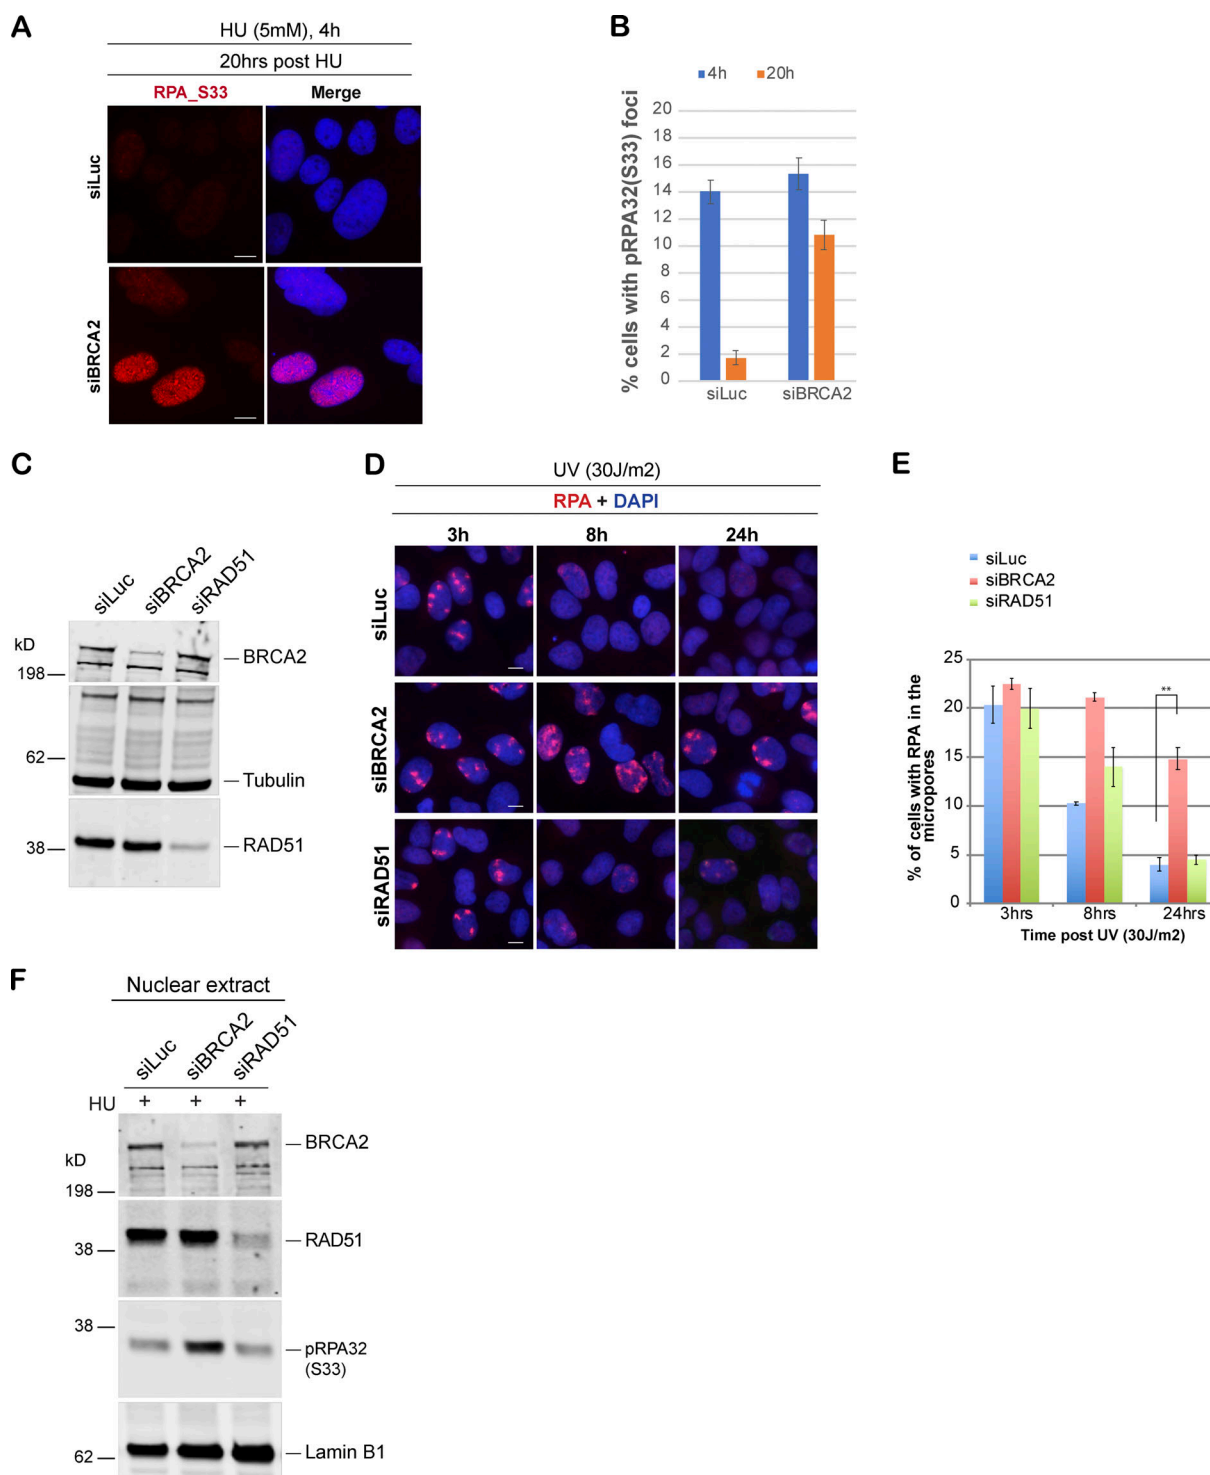 A
HU (5mM), 4h
20hrs post HU
RPA_S33 Merge
siLuc
siBRCA2
B
4h 20h
% cells with pRPA32(S33) foci
20
18
16
14
12
10
8
6
4
2
0
siLuc siBRCA2
C
siLuc siBRCA2 siRAD51
kD
198
BRCA2
62
Tubulin
38
RAD51
D
UV (30J/m2)
RPA + DAPI
3h 8h 24h
siLuc
siBRCA2
siRAD51
E
siLuc
siBRCA2
siRAD51
% of cells with RPA in the
micropores
25
20
15
10
5
0
**
3hrs 8hrs 24hrs
Time post UV (30J/m2)
F
Nuclear extract
siLuc siBRCA2 siRAD51
HU + + +
BRCA2
kD
198
RAD51
38
38
pRPA32
(S33)
62
Lamin B1